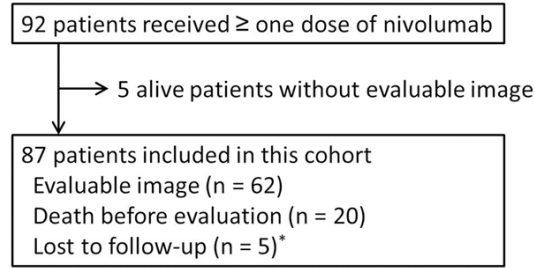 92 patients received ≥ one dose of nivolumab
5 alive patients without evaluable image
87 patients included in this cohort
Evaluable image (n = 62)
Death before evaluation (n = 20)
Lost to follow-up (n = 5)*